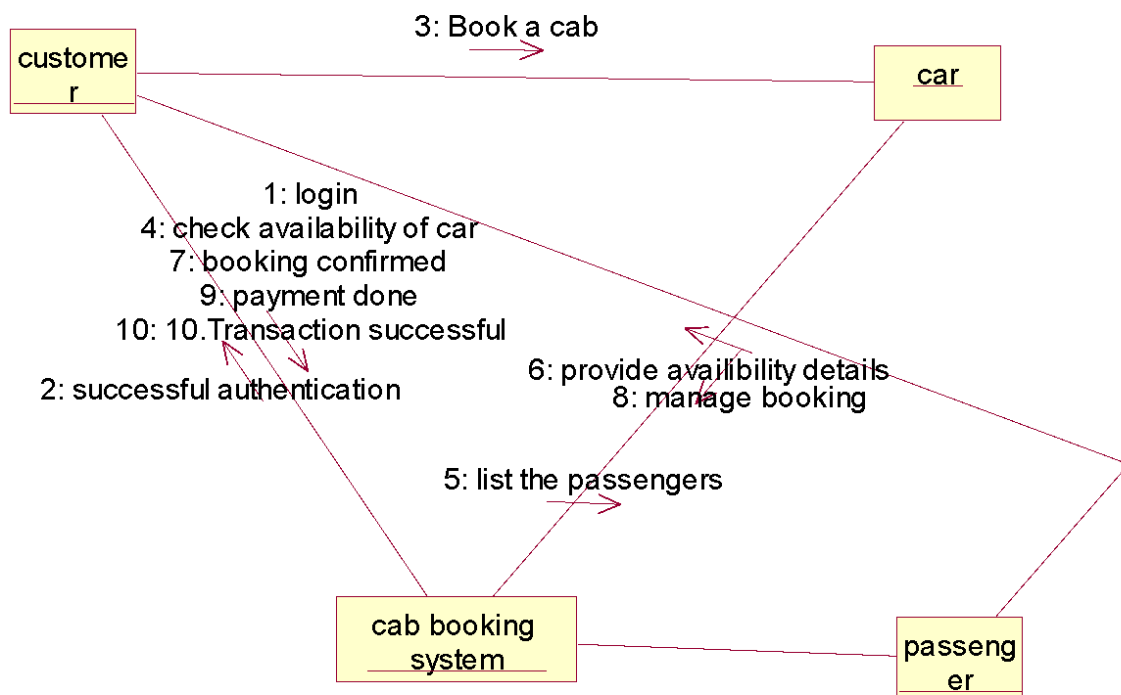 3: Book a cab
custome
r
car
1: login
4: check availability of car
7: booking confirmed
9: payment done
10: 10.Transaction successful
2: successful authentication
6: provide availibility details
8: manage booking
5: list the passengers
cab booking
system
passeng
er